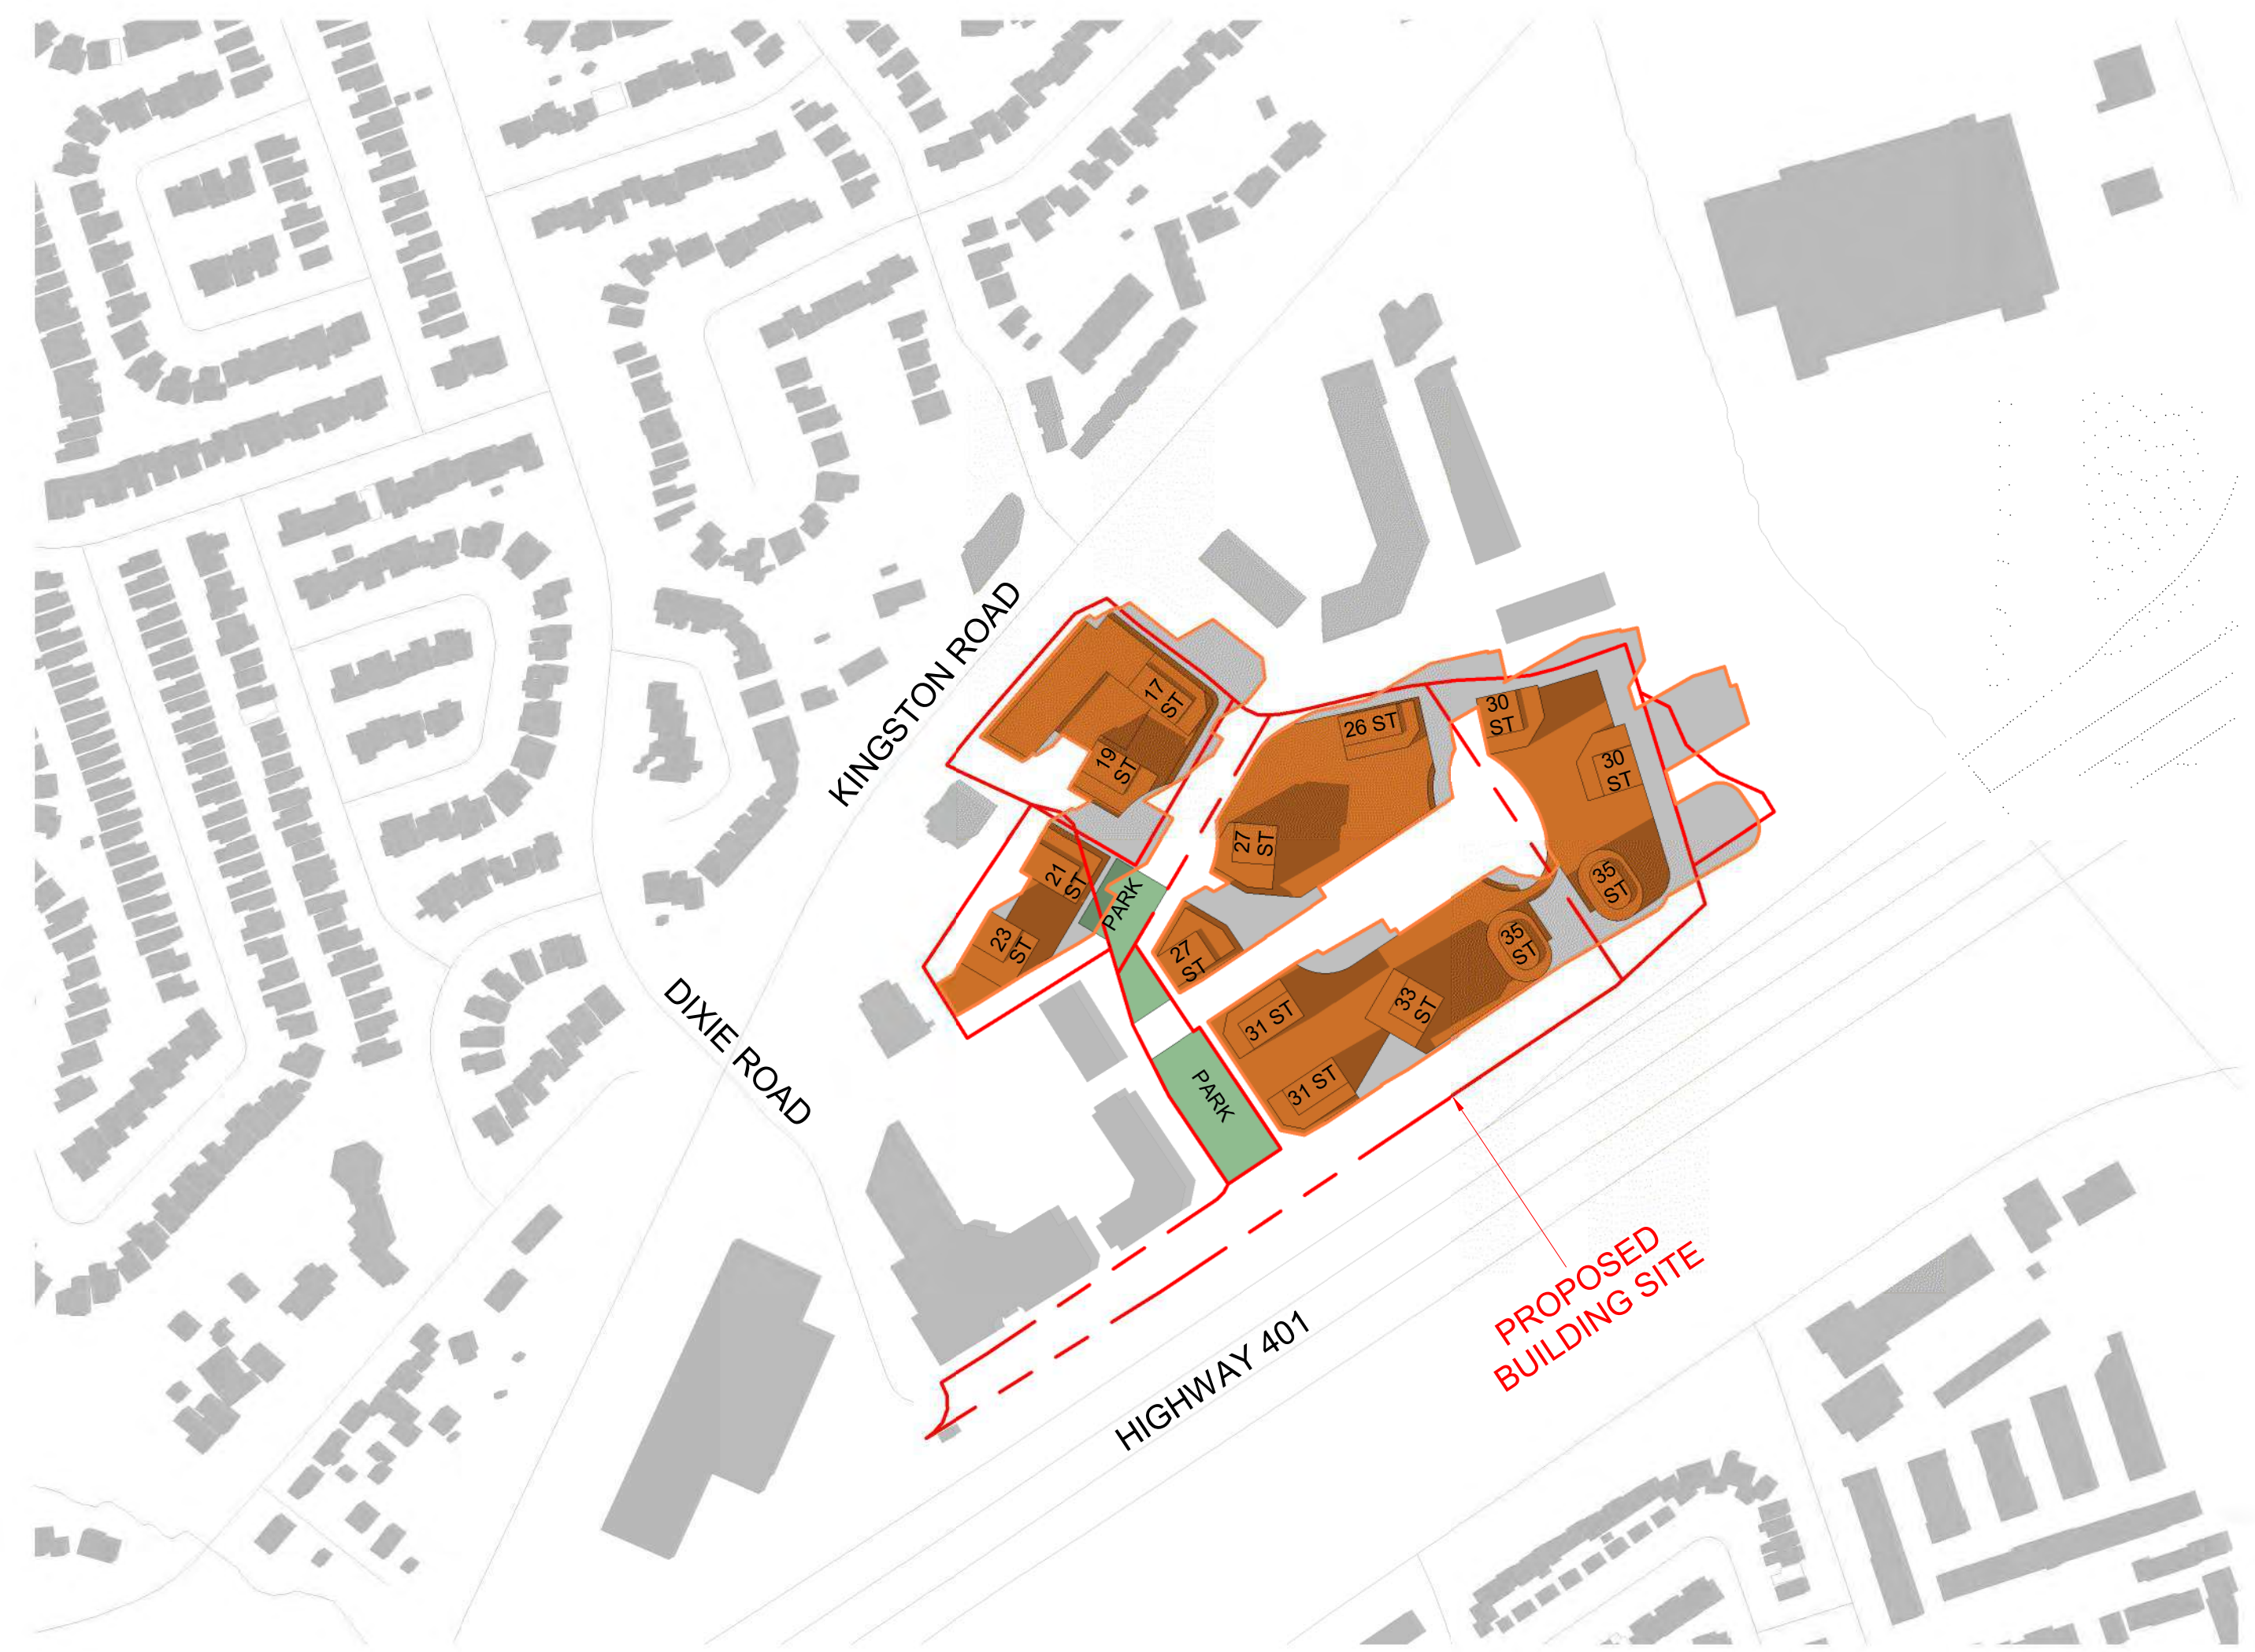 KINGSTON ROAD
17
ST
19
ST
26 ST
30
ST
30
ST
27
ST
21
ST
PARK
35
ST
23
ST
27
ST
35
ST
31 ST
33
ST
31 ST
PARK
DIXIE ROAD
PROPOSED
BUILDING SITE
HIGHWAY 401